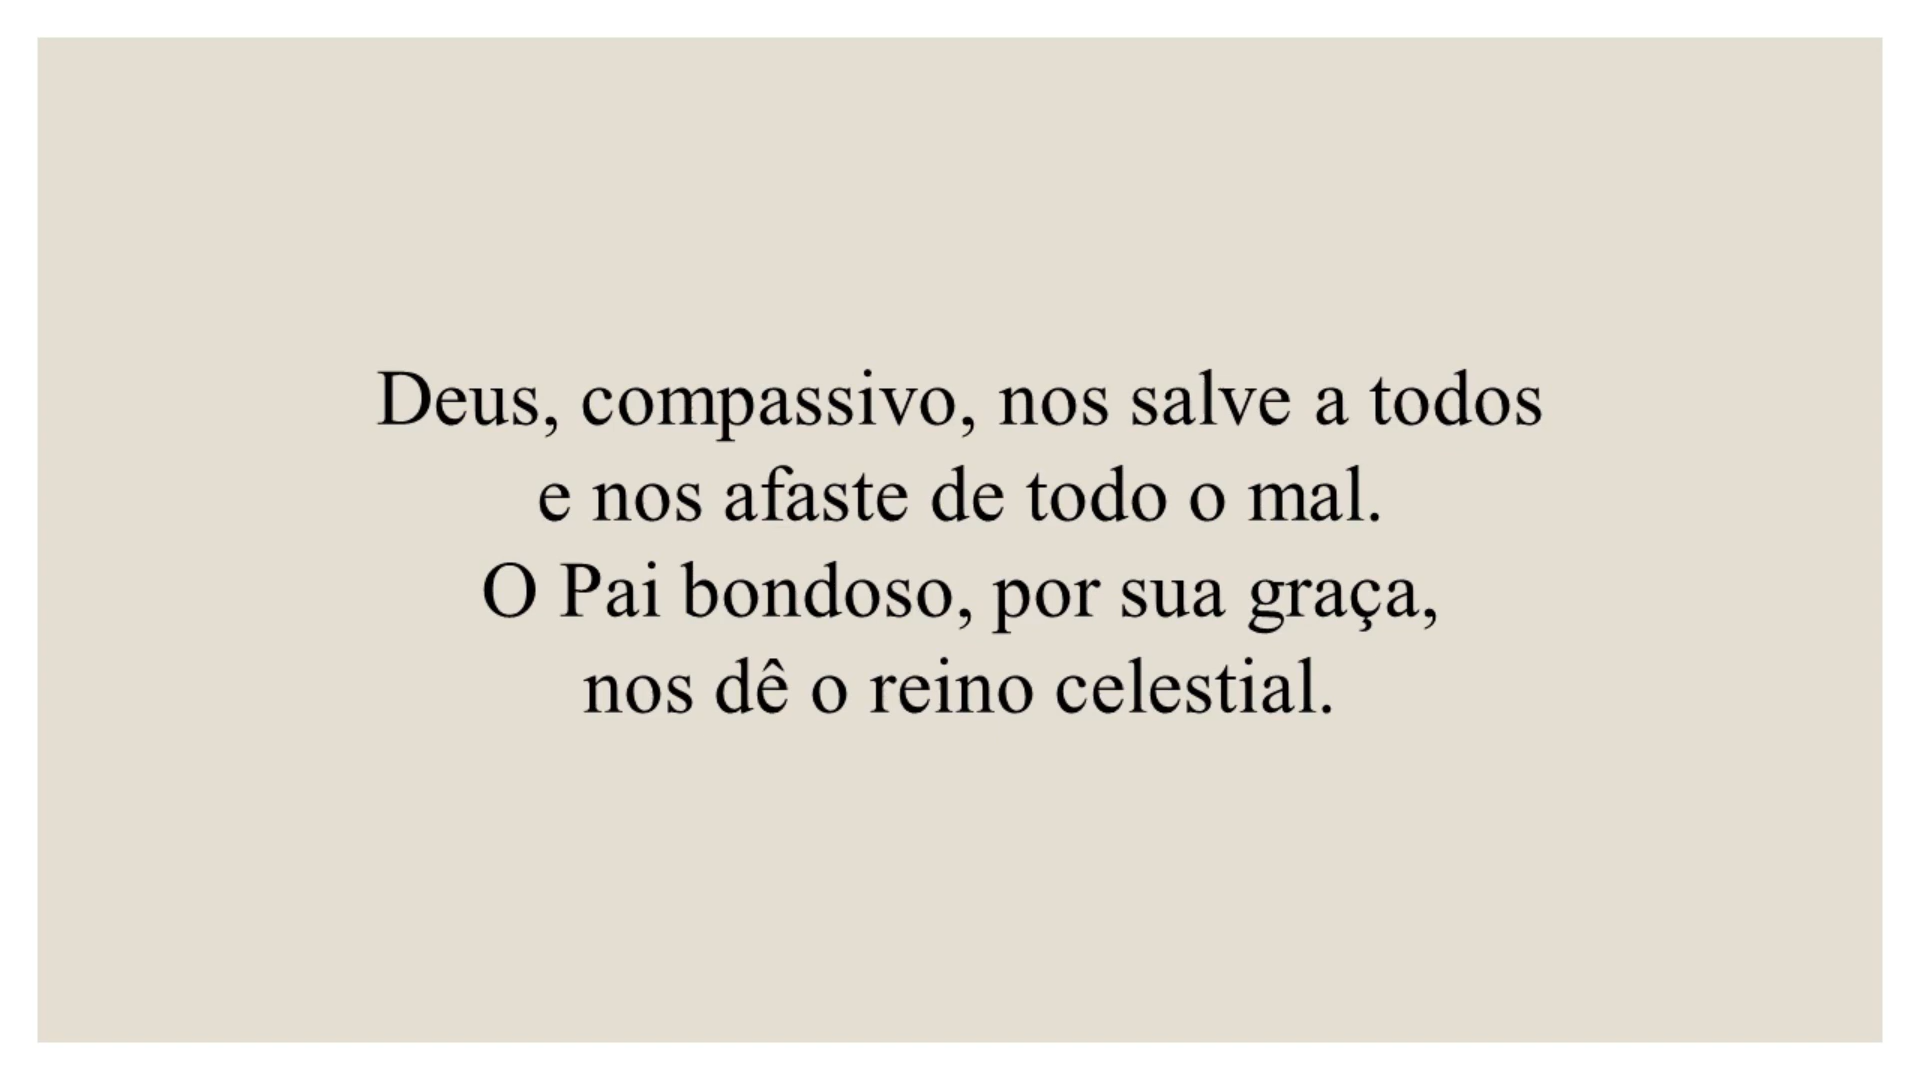 Deus, compassivo, nos salve a todos
e nos afaste de todo o mal.
O Pai bondoso, por sua graça,
nos dê o reino celestial.